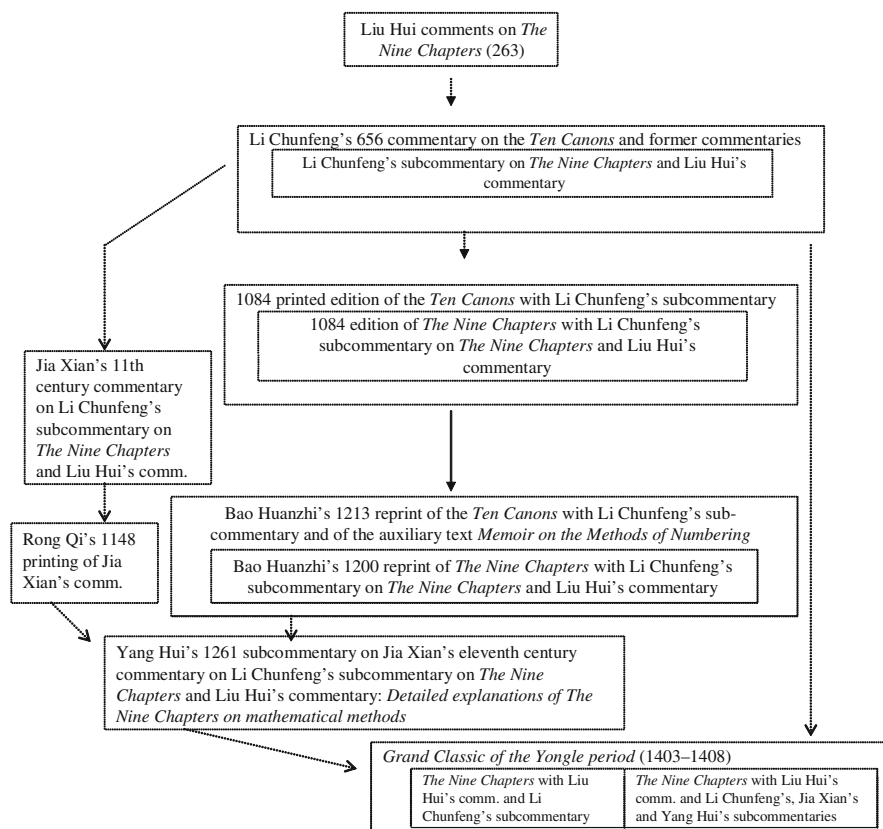 Liu Hui comments on The
Nine Chapters (263)
Li Chunfeng's 656 commentary on the Ten Canons and former commentaries
Li Chunfeng's subcommentary on The Nine Chapters and Liu Hui's
commentary
1084 printed edition of the Ten Canons with Li Chunfeng's subcommentary
1084 edition of The Nine Chapters with Li Chunfeng's
subcommentary on The Nine Chapters and Liu Hui's
commentary
Jia Xian's 11th
century commentary
on Li Chunfeng's
subcommentary on
The Nine Chapters
and Liu Hui's comm.
Bao Huanzhi's 1213 reprint of the Ten Canons with Li Chunfeng's sub-
commentary and of the auxiliary text Memoir on the Methods of Numbering
Bao Huanzhi's 1200 reprint of The Nine Chapters with Li Chunfeng's
subcommentary on The Nine Chapters and Liu Hui's commentary
Rong Qi's 1148
printing of Jia
Xian's comm.
Yang Hui's 1261 subcommentary on Jia Xian's eleventh century
commentary on Li Chunfeng's subcommentary on The Nine
Chapters and Liu Hui's commentary: Detailed explanations of The
Nine Chapters on mathematical methods
Grand Classic of the Yongle period (1403–1408)
The Nine Chapters with Liu
Hui's comm. and Li
Chunfeng's subcommentary
The Nine Chapters with Liu Hui's
comm. and Li Chunfeng's, Jia Xian's
and Yang Hui's subcommentaries